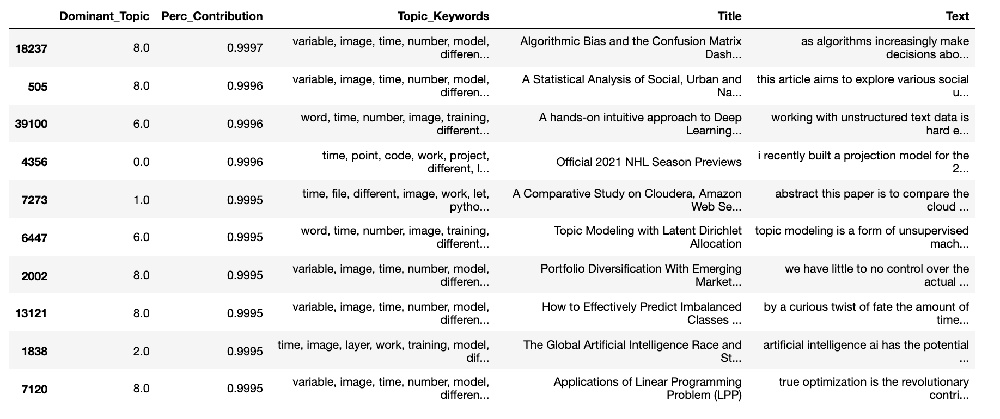 Dominant_Topic Perc_Contribution Topic_Keywords Title Text
18237 8.0 0.9997 variable, image, time, number, model, differen... Algorithmic Bias and the Confusion Matrix Dash... as algorithms increasingly make decisions abo...
505 8.0 0.9996 variable, image, time, number, model, differen... A Statistical Analysis of Social, Urban and Na... this article aims to explore various social u...
39100 6.0 0.9996 word, time, number, image, training, different... A hands-on intuitive approach to Deep Learning... working with unstructured text data is hard e...
4356 0.0 0.9996 time, point, code, work, project, different, l... Official 2021 NHL Season Previews i recently built a projection model for the 2...
7273 1.0 0.9995 time, file, different, image, work, let, pytho... A Comparative Study on Cloudera, Amazon Web Se... abstract this paper is to compare the cloud ...
6447 6.0 0.9995 word, time, number, image, training, different... Topic Modeling with Latent Dirichlet Allocation topic modeling is a form of unsupervised mach...
2002 8.0 0.9995 variable, image, time, number, model, differen... Portfolio Diversification With Emerging Market... we have little to no control over the actual ...
13121 8.0 0.9995 variable, image, time, number, model, differen... How to Effectively Predict Imbalanced Classes ... by a curious twist of fate the amount of time...
1838 2.0 0.9995 time, image, layer, work, training, model, dif... The Global Artificial Intelligence Race and St... artificial intelligence ai has the potential ...
7120 8.0 0.9995 variable, image, time, number, model, differen... Applications of Linear Programming Problem (LPP) true optimization is the revolutionary contri...